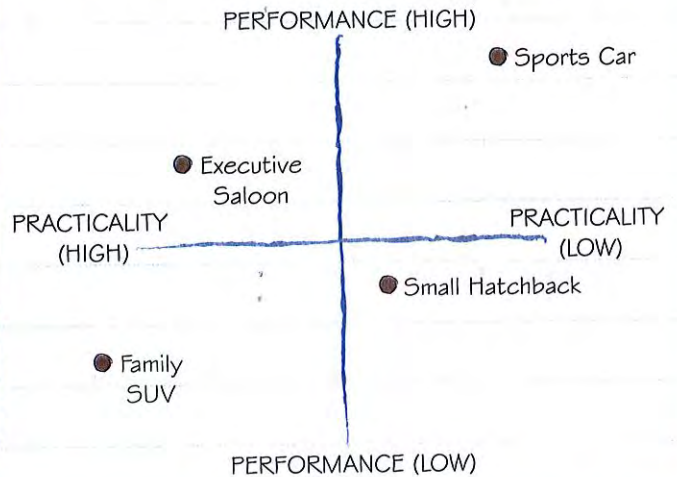 PERFORMANCE (HIGH)
Sports Car
Executive
Saloon
PRACTICALITY
(HIGH)
PRACTICALITY
(LOW)
Small Hatchback
Family
SUV
PERFORMANCE (LOW)